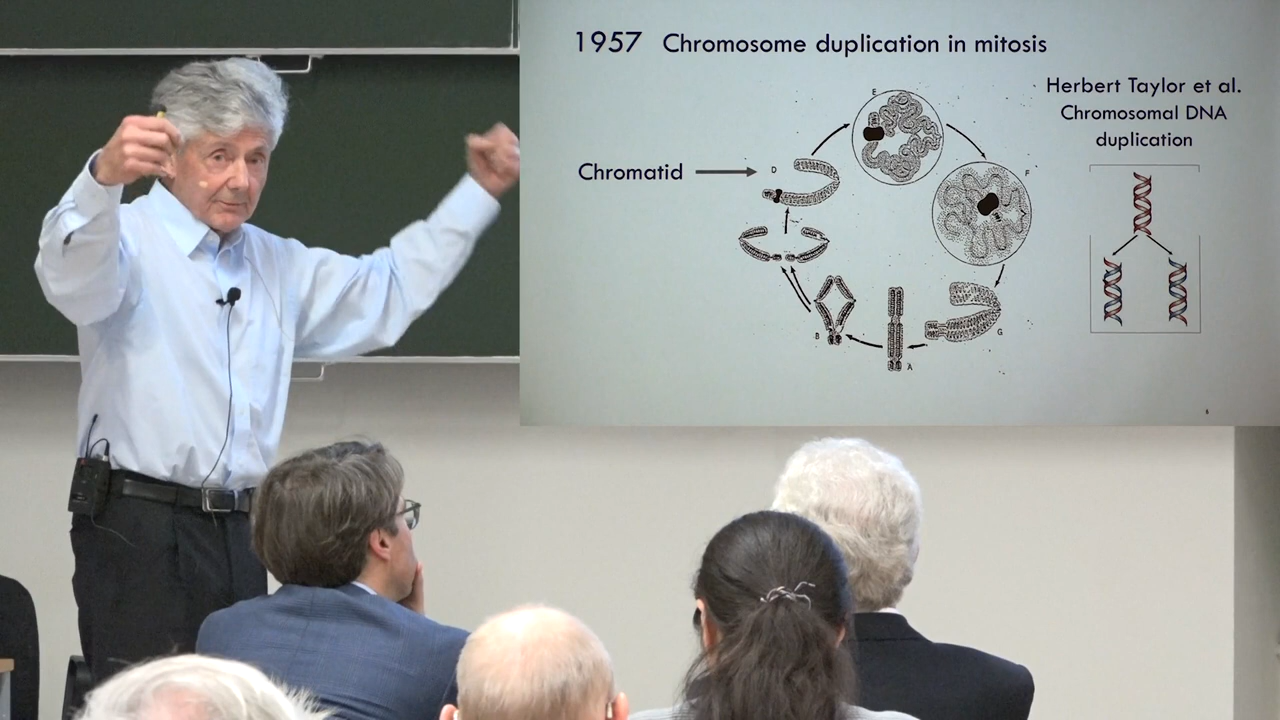 1957 Chromosome duplication in mitosis
Herbert Taylor et al.
Chromosomal DNA
duplication
Chromatid
E
D
F
G
B
A